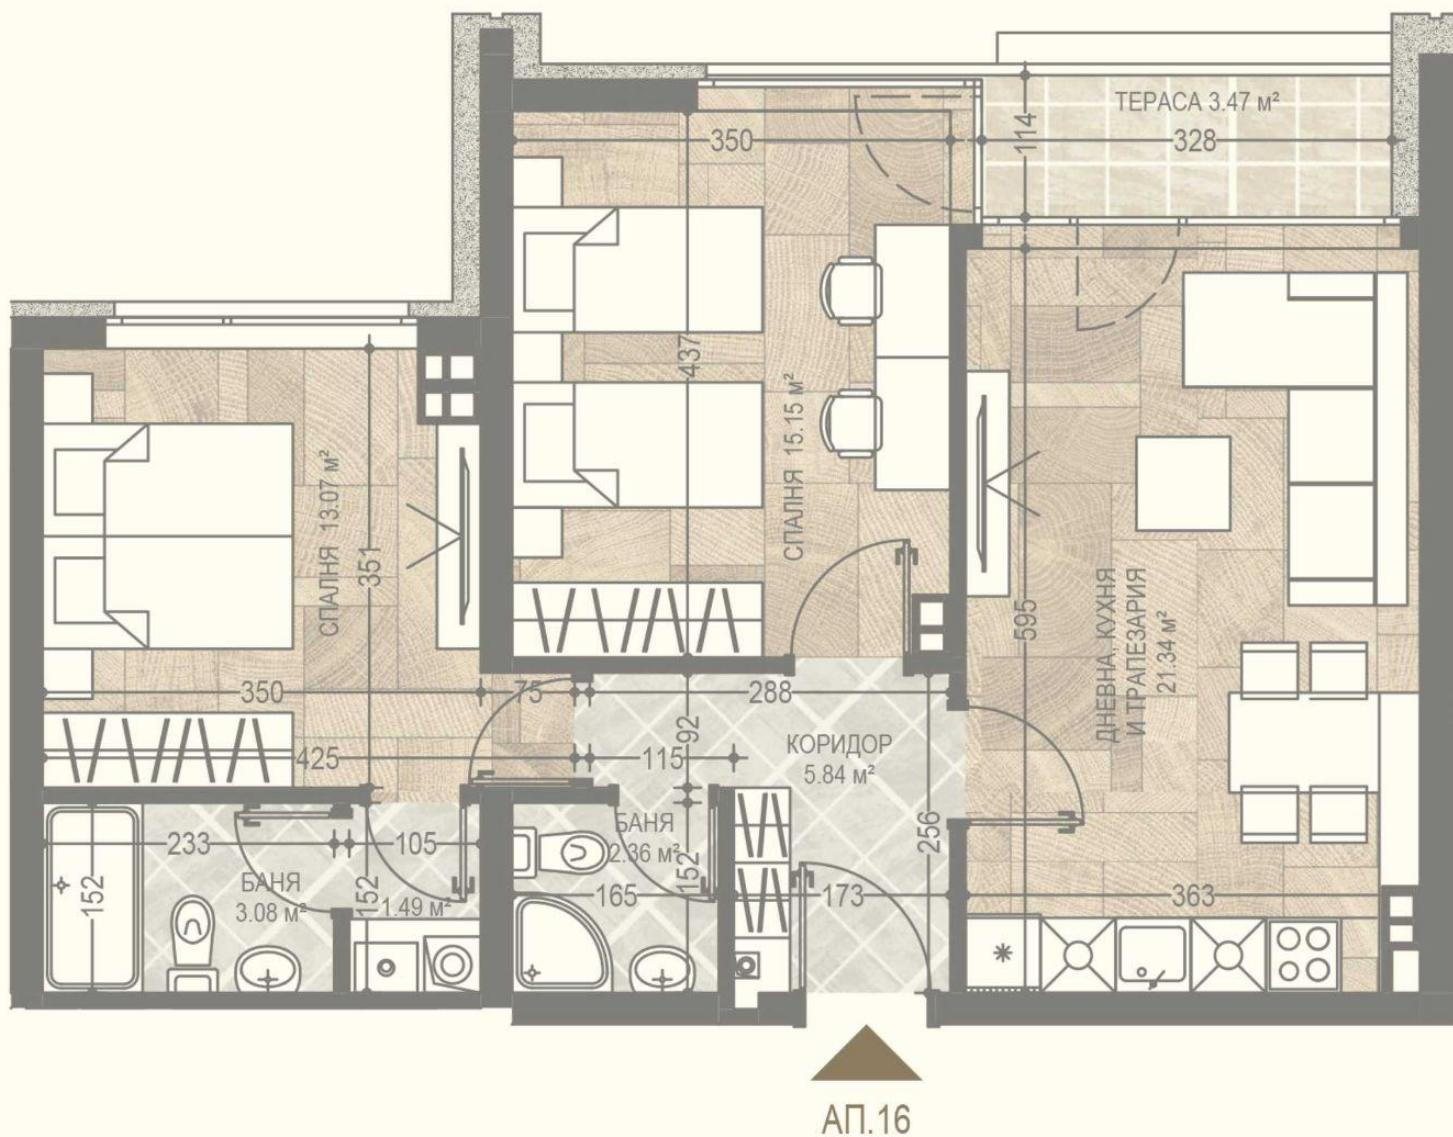 ТЕРАСА 3.47 м²
350
114
328
437
СПАЛНЯ 15.15 м²
СПАЛНЯ 13.07 м²
351
595
ДНЕВНА, КУХНЯ
И ТРАПЕЗАРИЯ
21.34 м²
350
75
288
92
425
115
КОРИДОР
5.84 м²
256
233
105
БАНЯ
2.36 м²
152
152
БАНЯ
3.08 м²
152
1.49 м²
165
173
363
АП.16